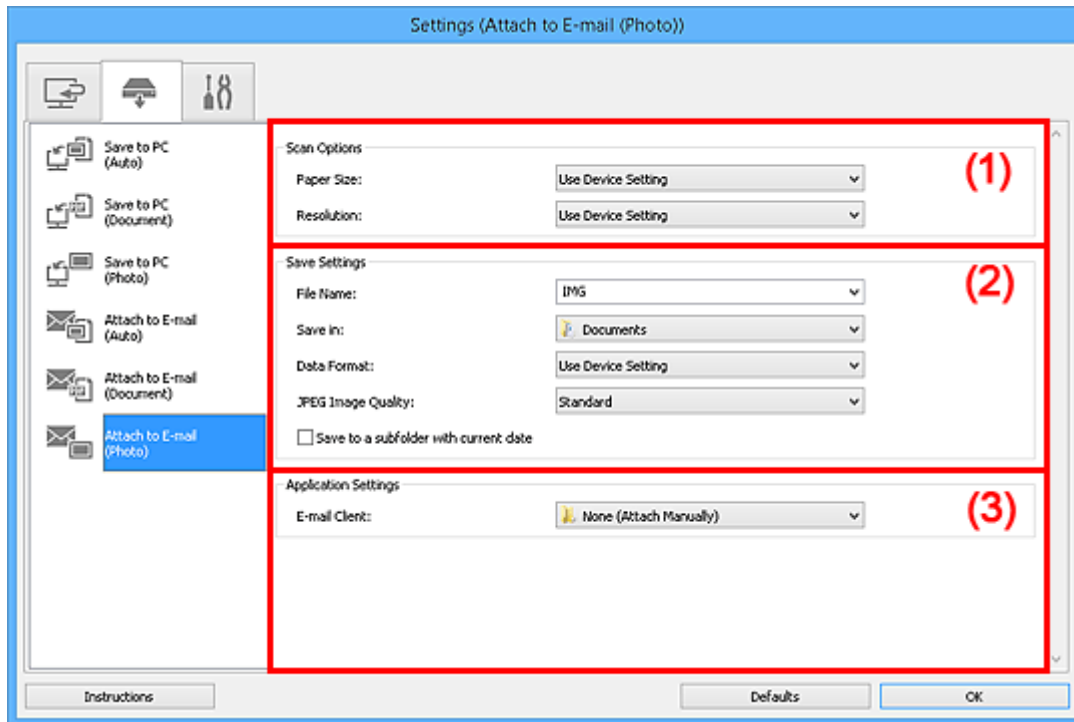 Settings (Attach to E-mail (Photo))
Save to PC
(Auto)
Save to PC
(Document)
Save to PC
(Photo)
Attach to E-mail
(Auto)
Attach to E-mail
(Document)
Attach to E-mail
(Photo)
Scan Options
(1)
Paper Size: Use Device Setting
Resolution: Use Device Setting
Save Settings
(2)
File Name: IMG
Save in: Documents
Data Format: Use Device Setting
JPEG Image Quality: Standard
Save to a subfolder with current date
Application Settings
(3)
E-mail Client: None (Attach Manually)
Instructions Defaults OK